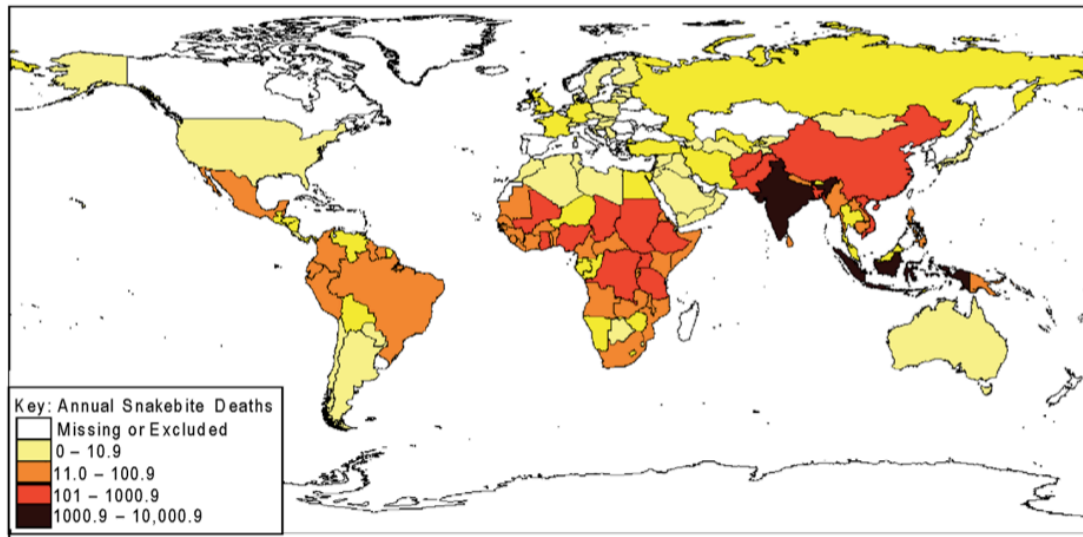 Key: Annual Snakebite Deaths
Missing or Excluded
0 – 10.9
11.0 – 100.9
101 – 1000.9
1000.9 – 10,000.9